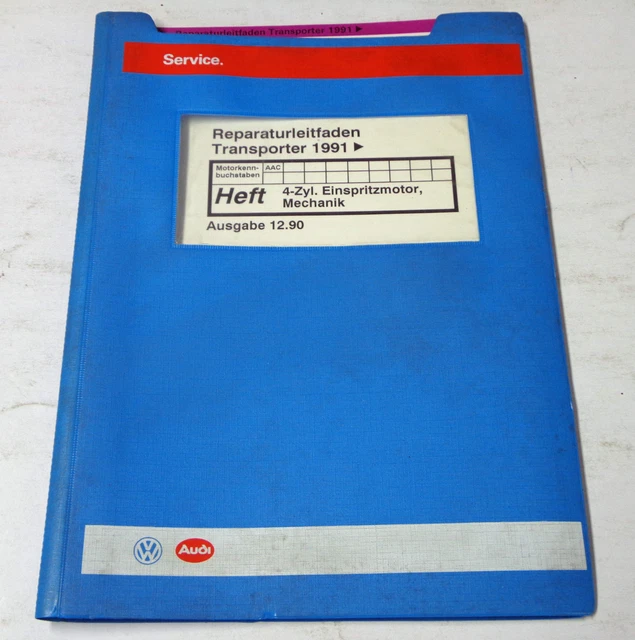 Reparaturleitfaden Transporter 1991 ►
Service.
Reparaturleitfaden
Transporter 1991 ►
Motorkenn-
buchstaben
AAC
Heft
4-Zyl. Einspritzmotor,
Mechanik
Ausgabe 12.90
VW
Audi